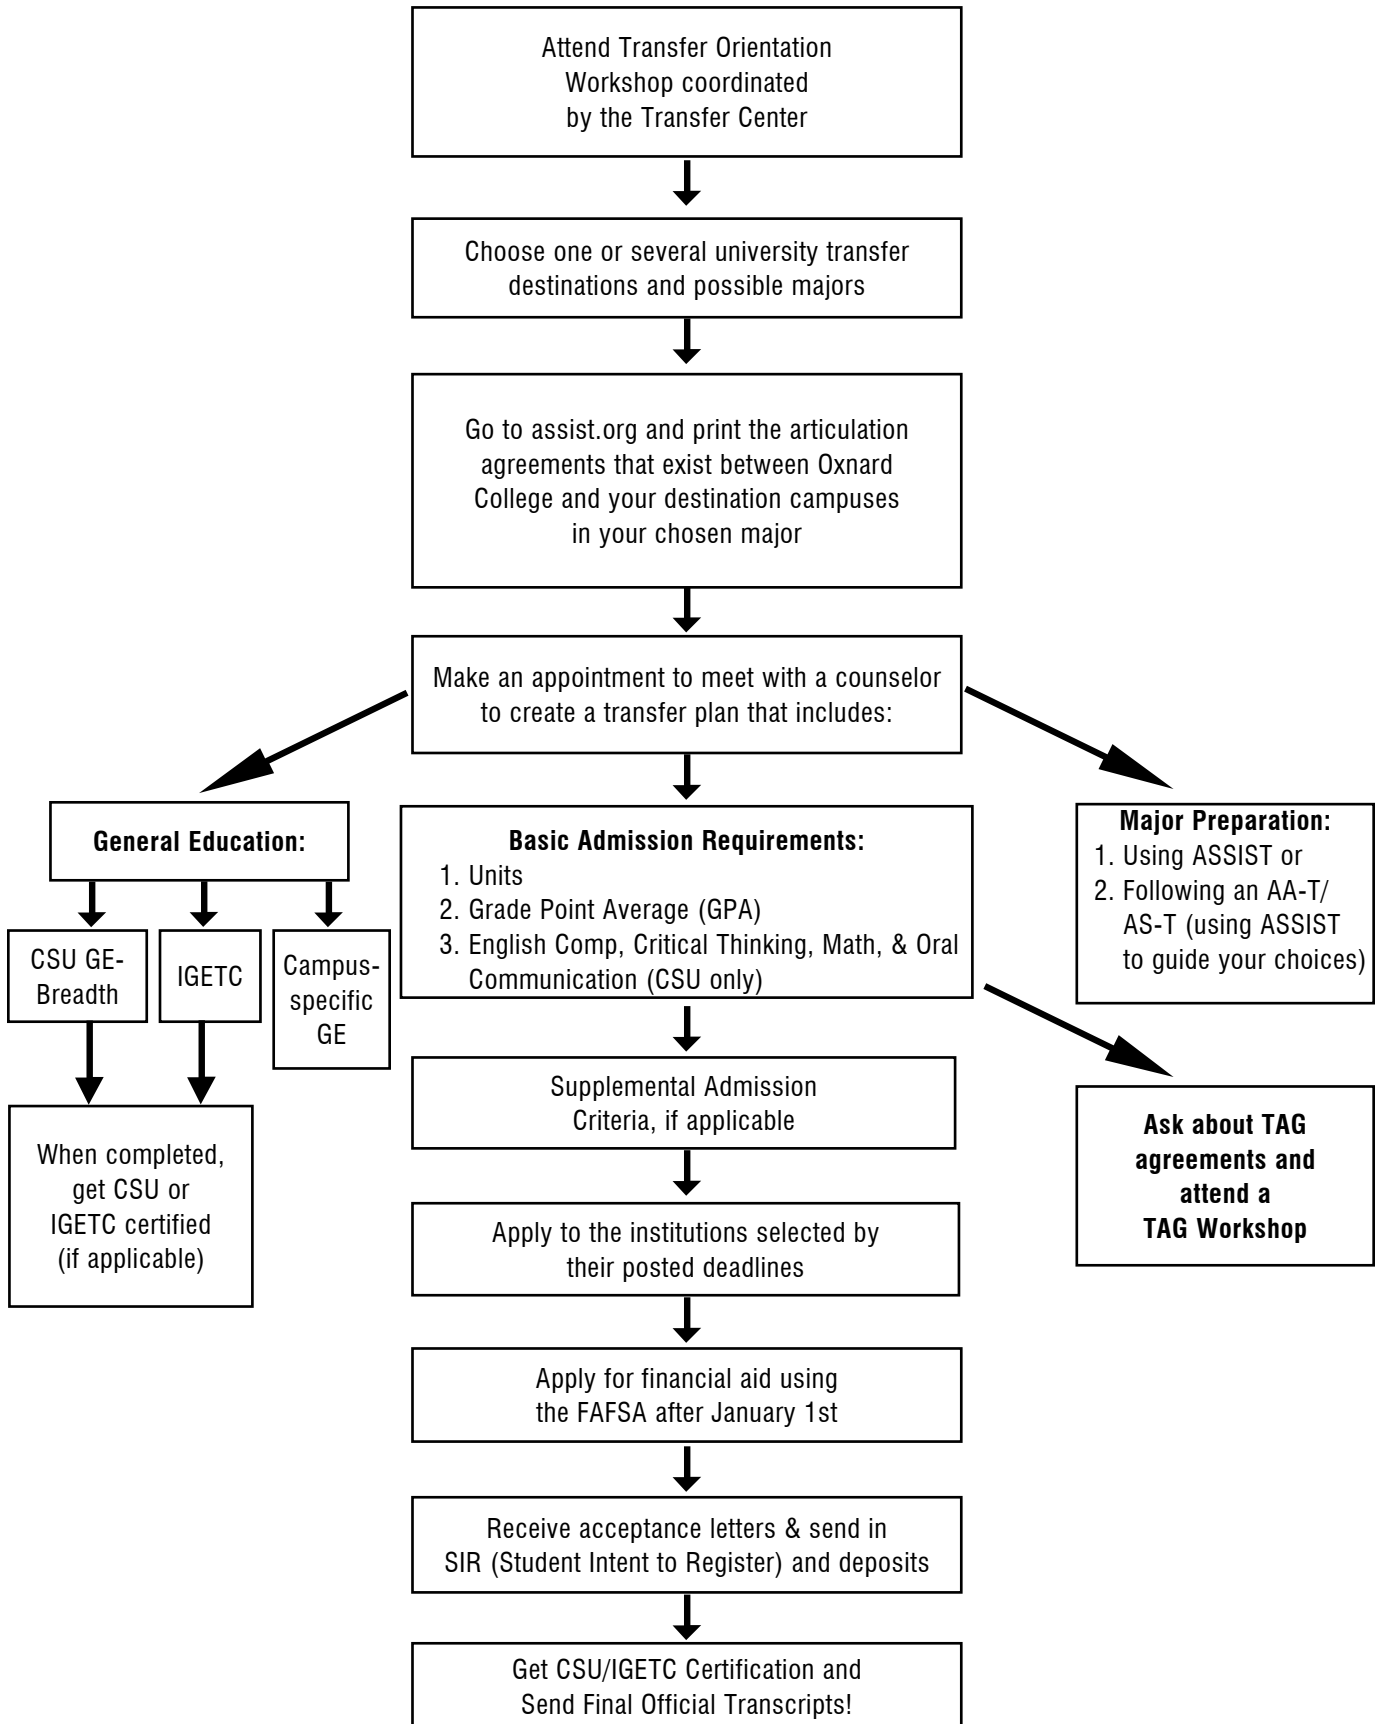 Attend Transfer Orientation
Workshop coordinated
by the Transfer Center
Choose one or several university transfer
destinations and possible majors
Go to assist.org and print the articulation
agreements that exist between Oxnard
College and your destination campuses
in your chosen major
Make an appointment to meet with a counselor
to create a transfer plan that includes:
General Education:
CSU GE-
Breadth
IGETC
Campus-
specific
GE
When completed,
get CSU or
IGETC certified
(if applicable)
Basic Admission Requirements:
1. Units
2. Grade Point Average (GPA)
3. English Comp, Critical Thinking, Math, & Oral
Communication (CSU only)
Major Preparation:
1. Using ASSIST or
2. Following an AA-T/
AS-T (using ASSIST
to guide your choices)
Ask about TAG
agreements and
attend a
TAG Workshop
Supplemental Admission
Criteria, if applicable
Apply to the institutions selected by
their posted deadlines
Apply for financial aid using
the FAFSA after January 1st
Receive acceptance letters & send in
SIR (Student Intent to Register) and deposits
Get CSU/IGETC Certification and
Send Final Official Transcripts!